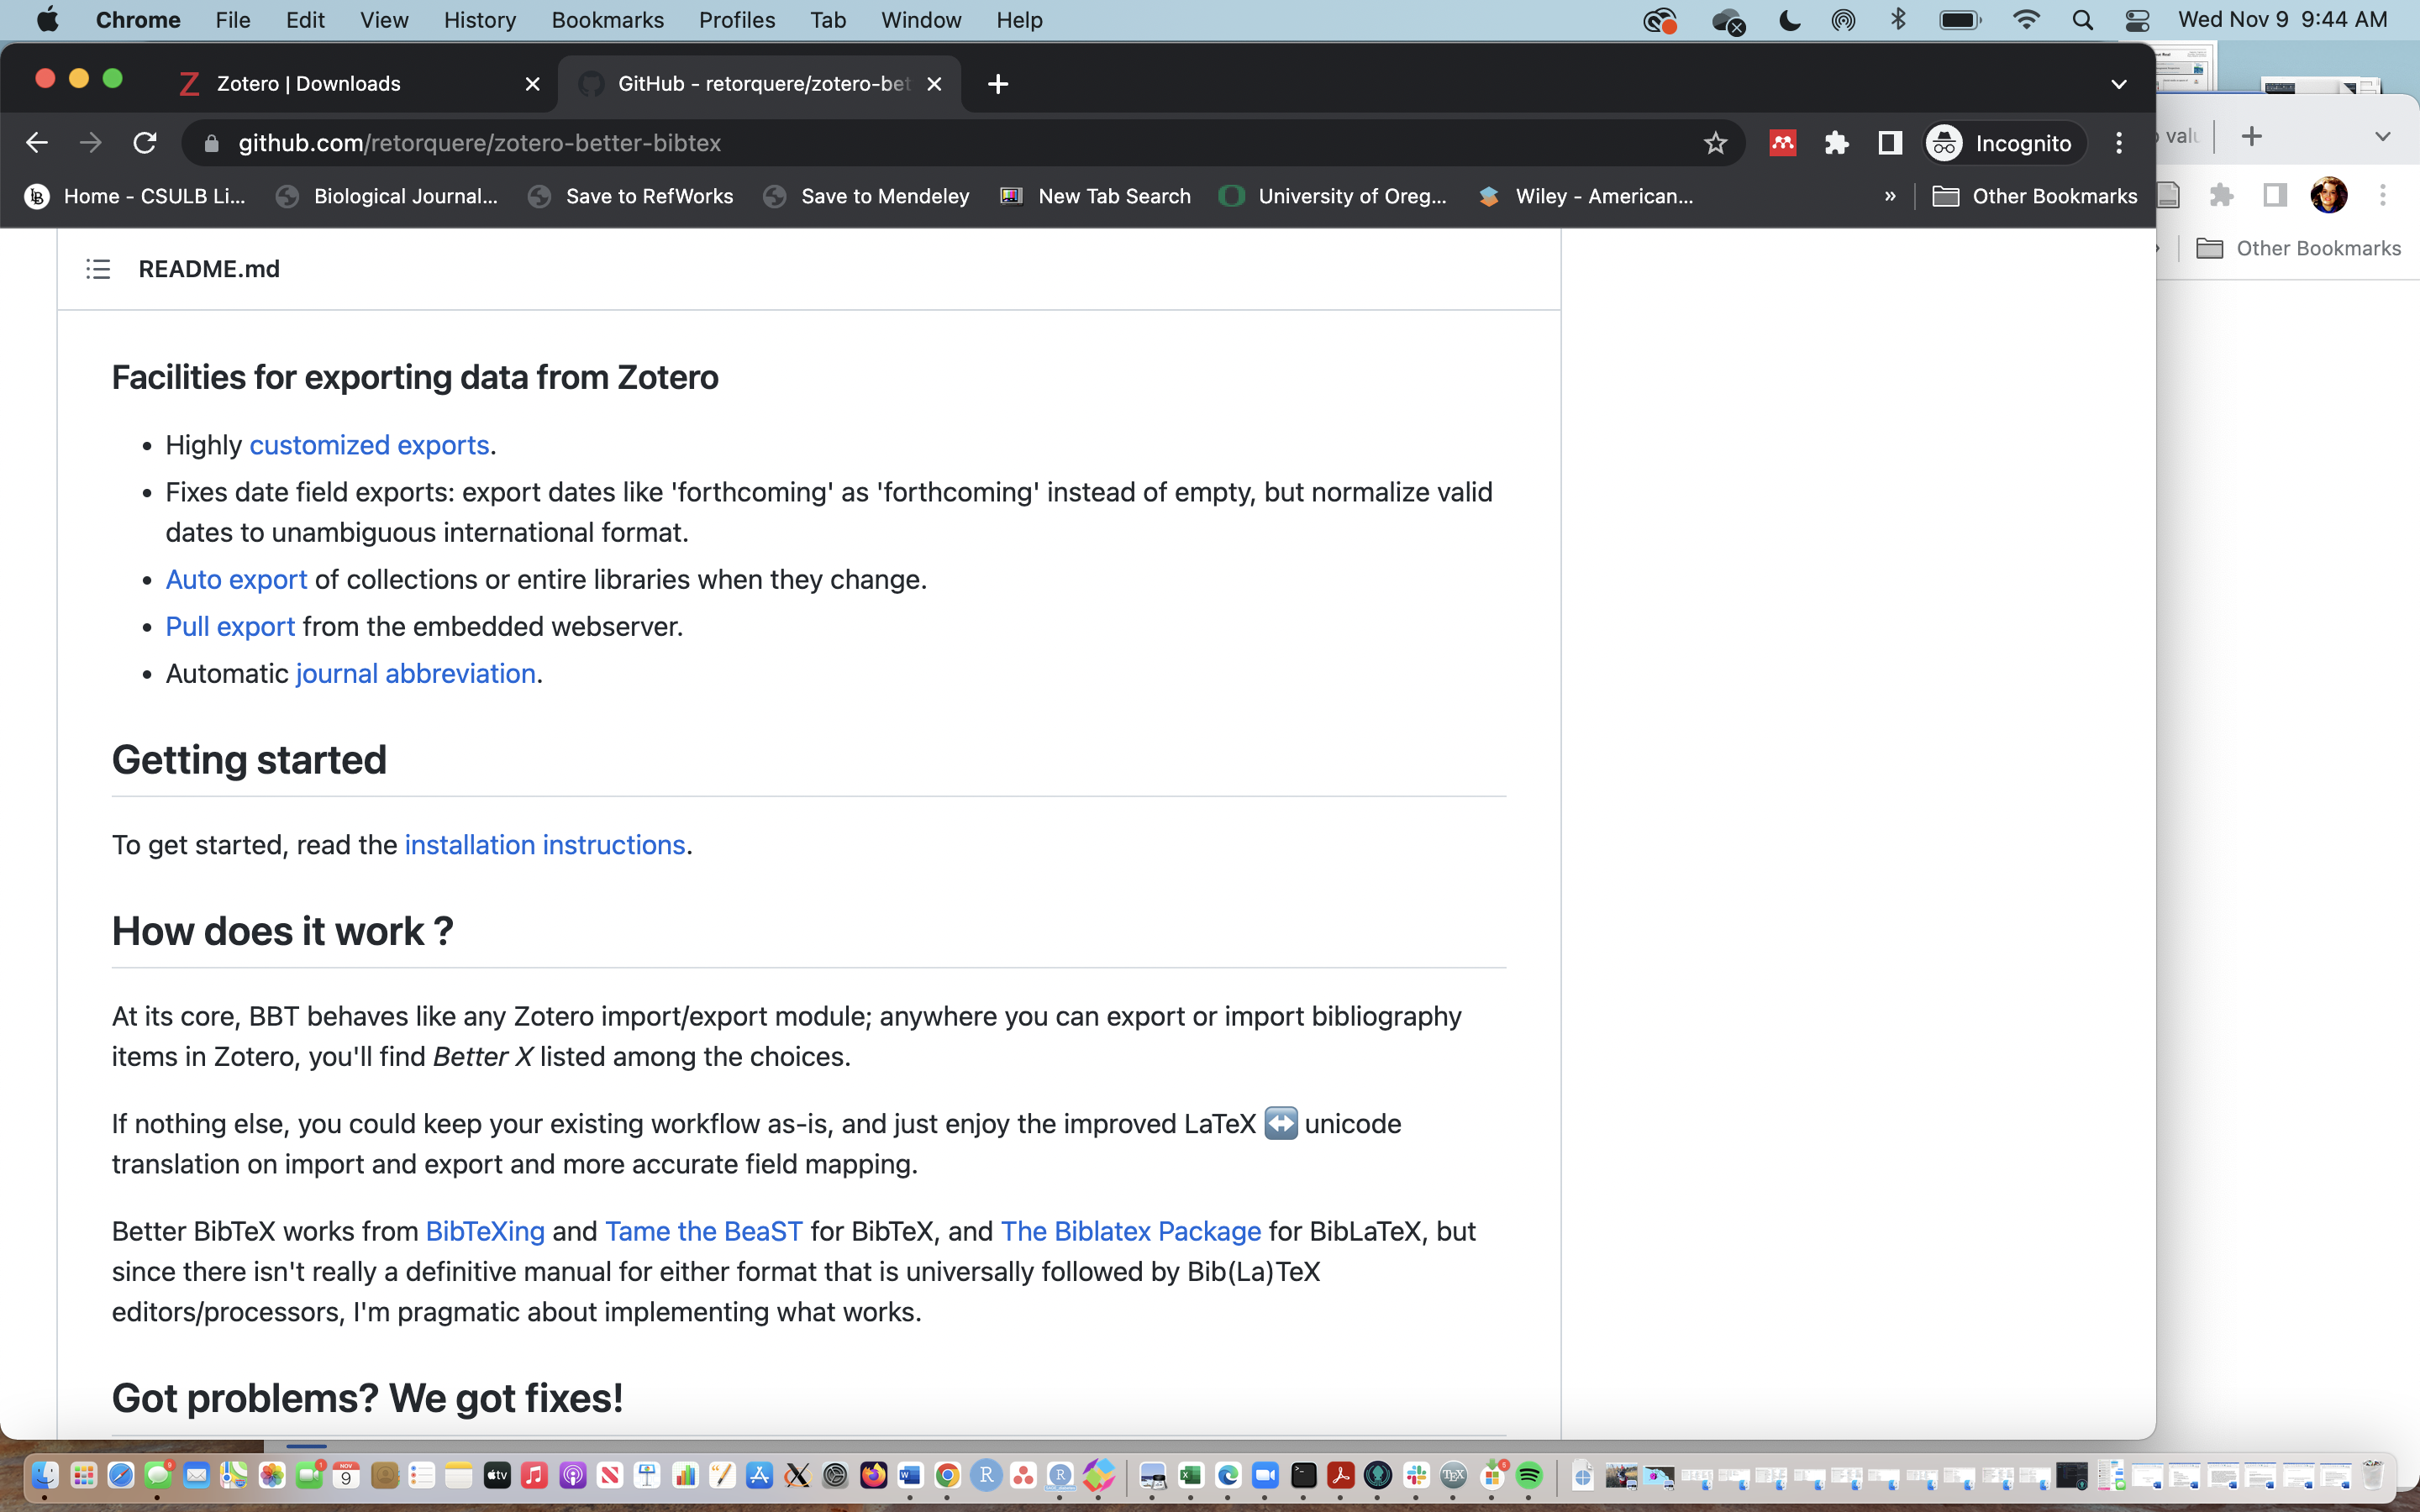 Chrome File Edit View History Bookmarks Profiles Tab Window Help Wed Nov 9 9:44 AM
Zotero | Downloads GitHub - retorquere/zotero-bet
github.com/retorquere/zotero-better-bibtex Incognito
Home - CSULB Li... Biological Journal... Save to RefWorks Save to Mendeley New Tab Search University of Oreg... Wiley - American... » Other Bookmarks
Other Bookmarks
README.md
Facilities for exporting data from Zotero
• Highly customized exports.
• Fixes date field exports: export dates like 'forthcoming' as 'forthcoming' instead of empty, but normalize valid
dates to unambiguous international format.
• Auto export of collections or entire libraries when they change.
• Pull export from the embedded webserver.
• Automatic journal abbreviation.
Getting started
To get started, read the installation instructions.
How does it work ?
At its core, BBT behaves like any Zotero import/export module; anywhere you can export or import bibliography
items in Zotero, you'll find Better X listed among the choices.
If nothing else, you could keep your existing workflow as-is, and just enjoy the improved LaTeX ↔️ unicode
translation on import and export and more accurate field mapping.
Better BibTeX works from BibTeXing and Tame the BeaST for BibTeX, and The Biblatex Package for BibLaTeX, but
since there isn't really a definitive manual for either format that is universally followed by Bib(La)TeX
editors/processors, I'm pragmatic about implementing what works.
Got problems? We got fixes!